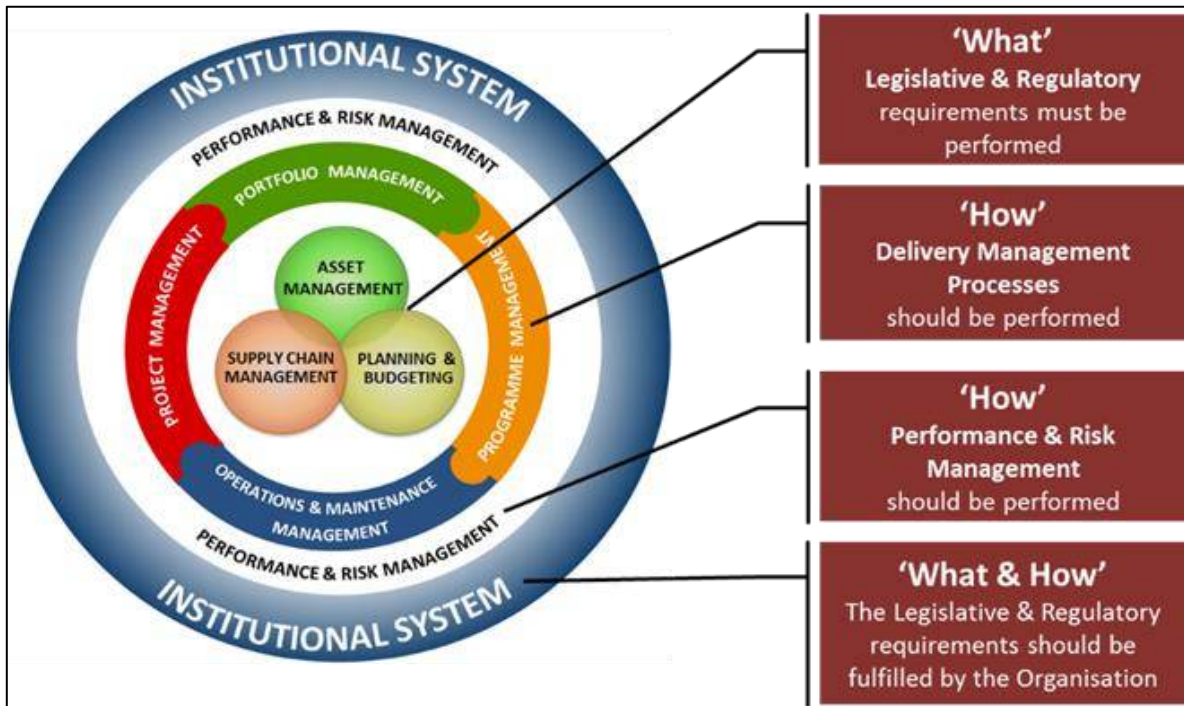 INSTITUTIONAL SYSTEM
PERFORMANCE & RISK MANAGEMENT
PORTFOLIO MANAGEMENT
PROJECT MANAGEMENT
PROGRAMME MANAGEMENT
ASSET
MANAGEMENT
SUPPLY CHAIN
MANAGEMENT
PLANNING &
BUDGETING
OPERATIONS & MAINTENANCE
MANAGEMENT
PERFORMANCE & RISK MANAGEMENT
INSTITUTIONAL SYSTEM
‘What’
Legislative & Regulatory
requirements must be
performed
‘How’
Delivery Management
Processes
should be performed
‘How’
Performance & Risk
Management
should be performed
‘What & How’
The Legislative & Regulatory
requirements should be
fulfilled by the Organisation